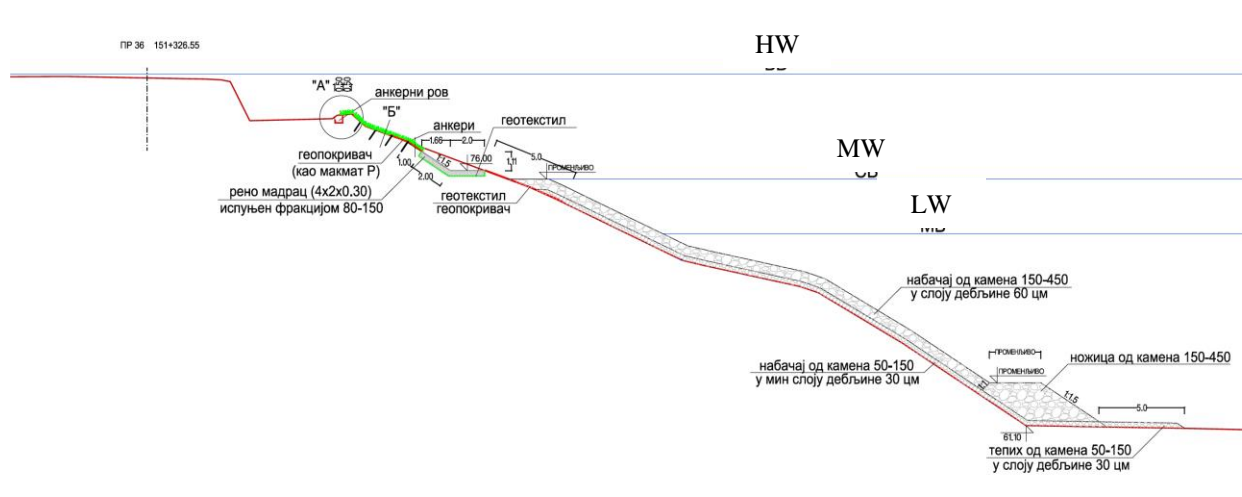 HW
ПР 36 151+326.55
"А"
анкерни ров
"Б"
анкери
геотекстил
1.66
2.0
геопокривач
(као макмат Р)
1:1.5
76.00
1.11
5.0
ПРОМЕНЉИВО
MW
1.00
2.00
рено мадрац (4x2x0,30)
испуњен фракцијом 80-150
геотекстил
геопокривач
LW
набачај од камена 150-450
у слоју дебљине 60 цм
набачај од камена 50-150
у мин слоју дебљине 30 цм
ПРОМЕНЉИВО
ПРОМЕНЉИВО
ножица од камена 150-450
1:1.5
5.0
61.10
тепих од камена 50-150
у слоју дебљине 30 цм